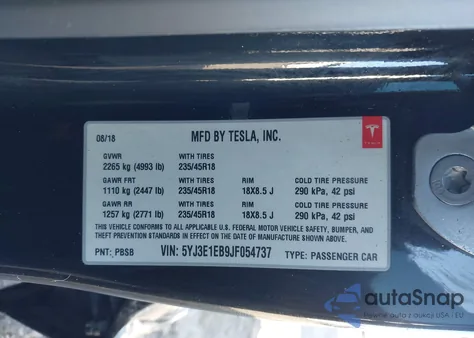 08/18 MFD BY TESLA, INC.
GVWR WITH TIRES
2265 kg (4993 lb) 235/45R18
GAWR FRT WITH TIRES RIM COLD TIRE PRESSURE
1110 kg (2447 lb) 235/45R18 18X8.5 J 290 kPa, 42 psi
GAWR RR WITH TIRES RIM COLD TIRE PRESSURE
1257 kg (2771 lb) 235/45R18 18X8.5 J 290 kPa, 42 psi
THIS VEHICLE CONFORMS TO ALL APPLICABLE U.S. FEDERAL MOTOR VEHICLE SAFETY, BUMPER, AND
THEFT PREVENTION STANDARDS IN EFFECT ON THE DATE OF MANUFACTURE SHOWN ABOVE.
PNT: PBSB VIN: 5YJ3E1EB9JF054737 TYPE: PASSENGER CAR
TESLA
autaSnap